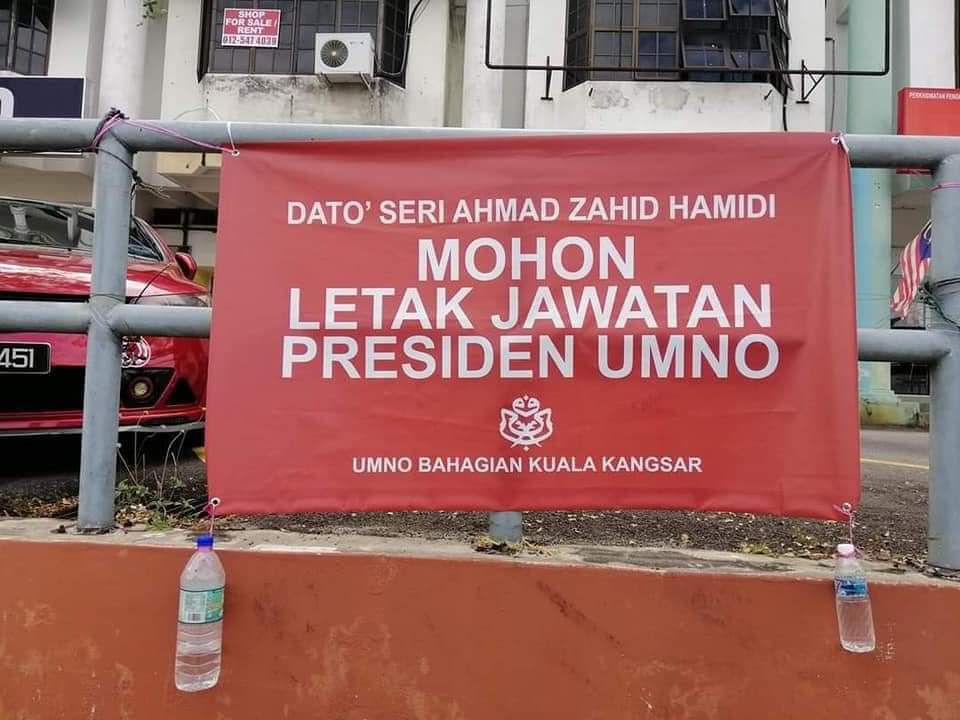 SHOP
FOR SALE /
RENT
012-547 4039
DATO' SERI AHMAD ZAHID HAMIDI
MOHON
LETAK JAWATAN
PRESIDEN UMNO
UMNO BAHAGIAN KUALA KANGSAR
451